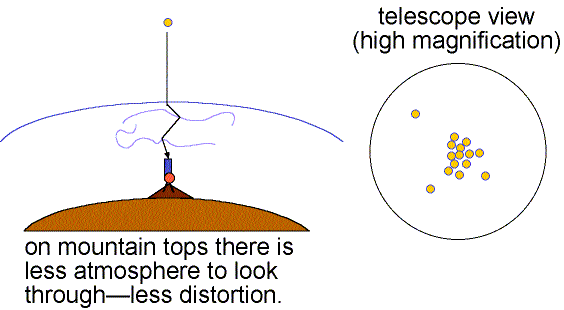 telescope view
(high magnification)
on mountain tops there is
less atmosphere to look
through—less distortion.